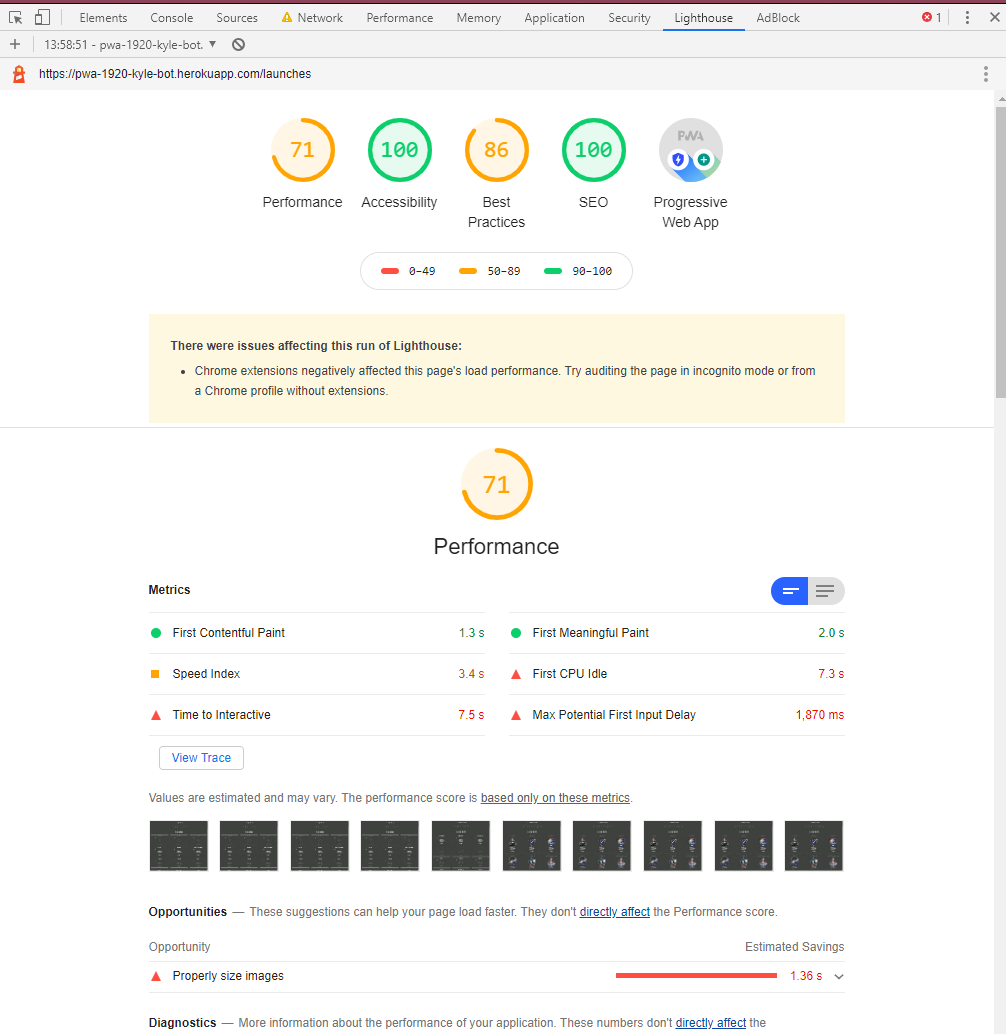 Elements Console Sources Network Performance Memory Application Security Lighthouse AdBlock 1
13:58:51 - pwa-1920-kyle-bot.
https://pwa-1920-kyle-bot.herokuapp.com/launches
71 100 86 100 PWA
Performance Accessibility Best Practices SEO Progressive Web App
0–49 50–89 90–100
There were issues affecting this run of Lighthouse:
Chrome extensions negatively affected this page's load performance. Try auditing the page in incognito mode or from
a Chrome profile without extensions.
71
Performance
Metrics
First Contentful Paint 1.3 s First Meaningful Paint 2.0 s
Speed Index 3.4 s First CPU Idle 7.3 s
Time to Interactive 7.5 s Max Potential First Input Delay 1,870 ms
View Trace
Values are estimated and may vary. The performance score is based only on these metrics.
Opportunities — These suggestions can help your page load faster. They don't directly affect the Performance score.
Opportunity Estimated Savings
Properly size images 1.36 s
Diagnostics — More information about the performance of your application. These numbers don't directly affect the